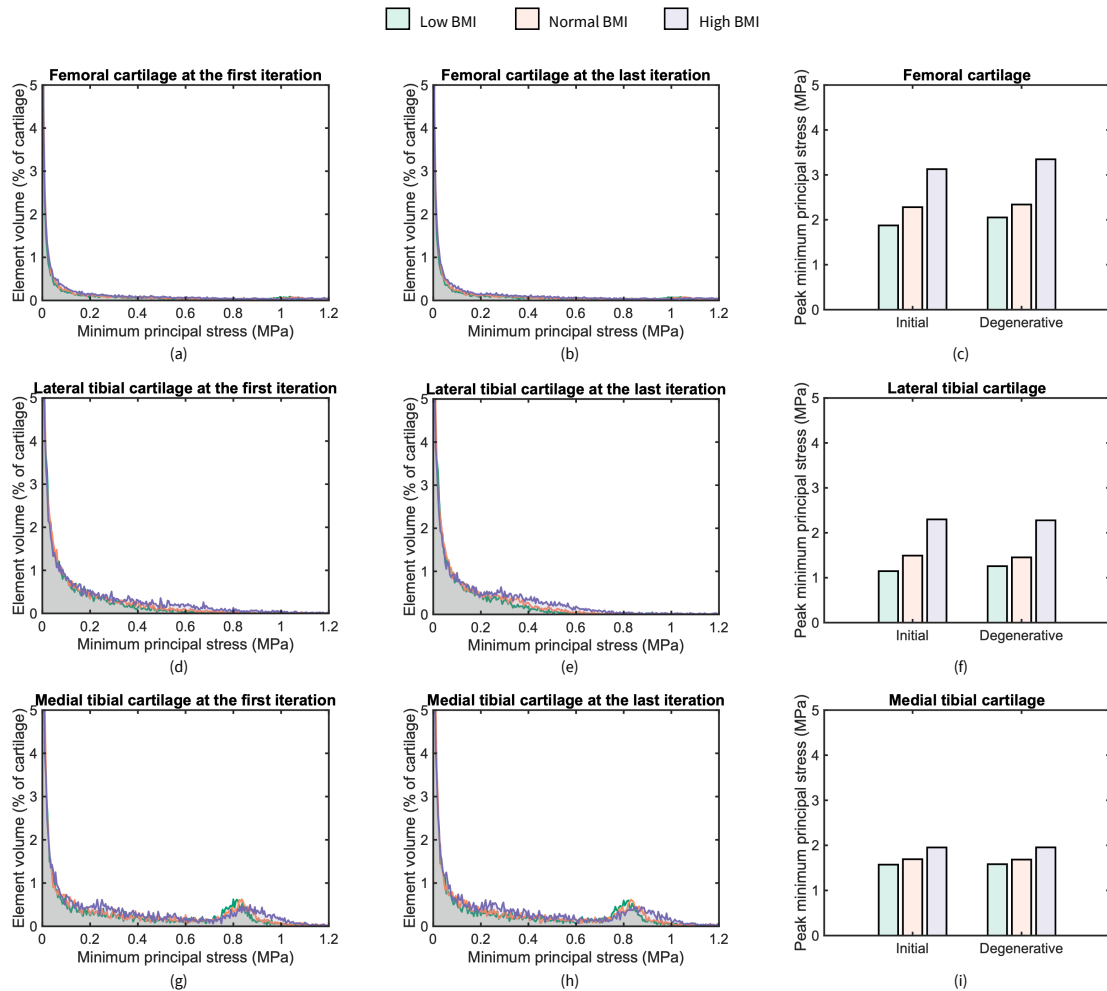 Low BMI Normal BMI High BMI
Femoral cartilage at the first iteration
Element volume (% of cartilage)
5
4
3
2
1
0
0 0.2 0.4 0.6 0.8 1 1.2
Minimum principal stress (MPa)
(a)
Femoral cartilage at the last iteration
Element volume (% of cartilage)
5
4
3
2
1
0
0 0.2 0.4 0.6 0.8 1 1.2
Minimum principal stress (MPa)
(b)
Femoral cartilage
Peak minimum principal stress (MPa)
5
4
3
2
1
0
Initial Degenerative
(c)
Lateral tibial cartilage at the first iteration
Element volume (% of cartilage)
5
4
3
2
1
0
0 0.2 0.4 0.6 0.8 1 1.2
Minimum principal stress (MPa)
(d)
Lateral tibial cartilage at the last iteration
Element volume (% of cartilage)
5
4
3
2
1
0
0 0.2 0.4 0.6 0.8 1 1.2
Minimum principal stress (MPa)
(e)
Lateral tibial cartilage
Peak minimum principal stress (MPa)
5
4
3
2
1
0
Initial Degenerative
(f)
Medial tibial cartilage at the first iteration
Element volume (% of cartilage)
5
4
3
2
1
0
0 0.2 0.4 0.6 0.8 1 1.2
Minimum principal stress (MPa)
(g)
Medial tibial cartilage at the last iteration
Element volume (% of cartilage)
5
4
3
2
1
0
0 0.2 0.4 0.6 0.8 1 1.2
Minimum principal stress (MPa)
(h)
Medial tibial cartilage
Peak minimum principal stress (MPa)
5
4
3
2
1
0
Initial Degenerative
(i)